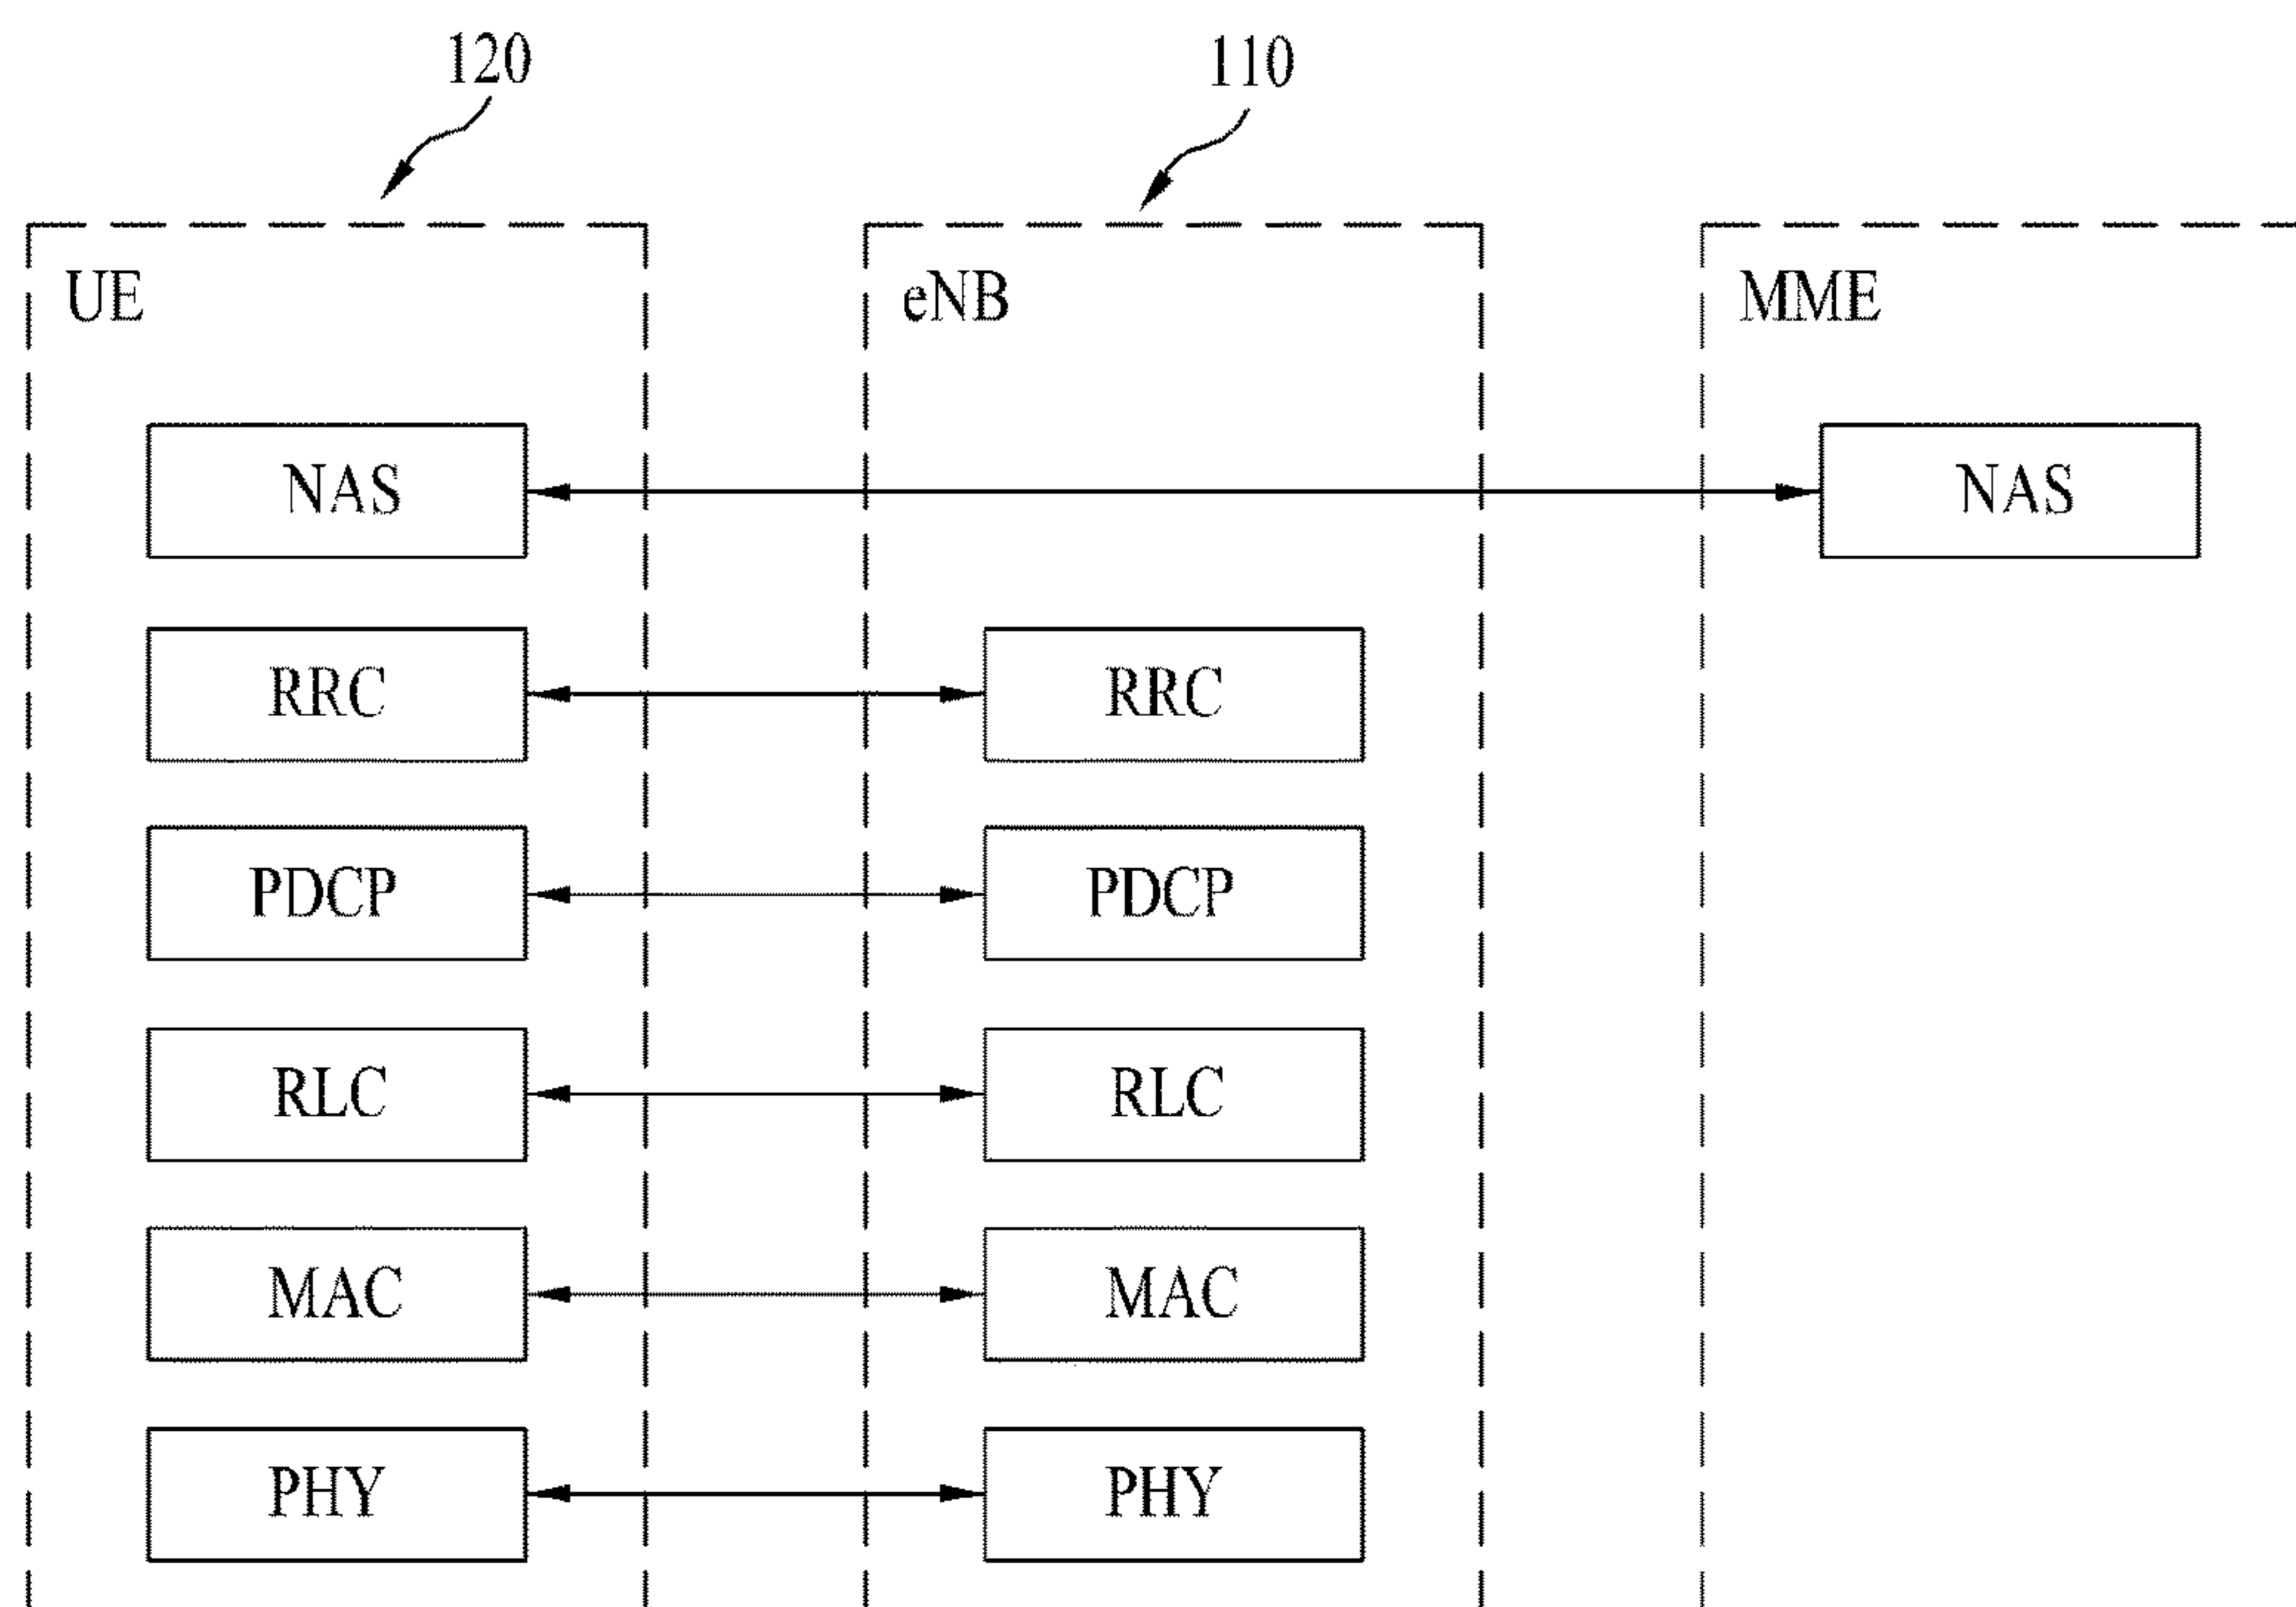 120 110
UE eNB MME
NAS NAS
RRC RRC
PDCP PDCP
RLC RLC
MAC MAC
PHY PHY